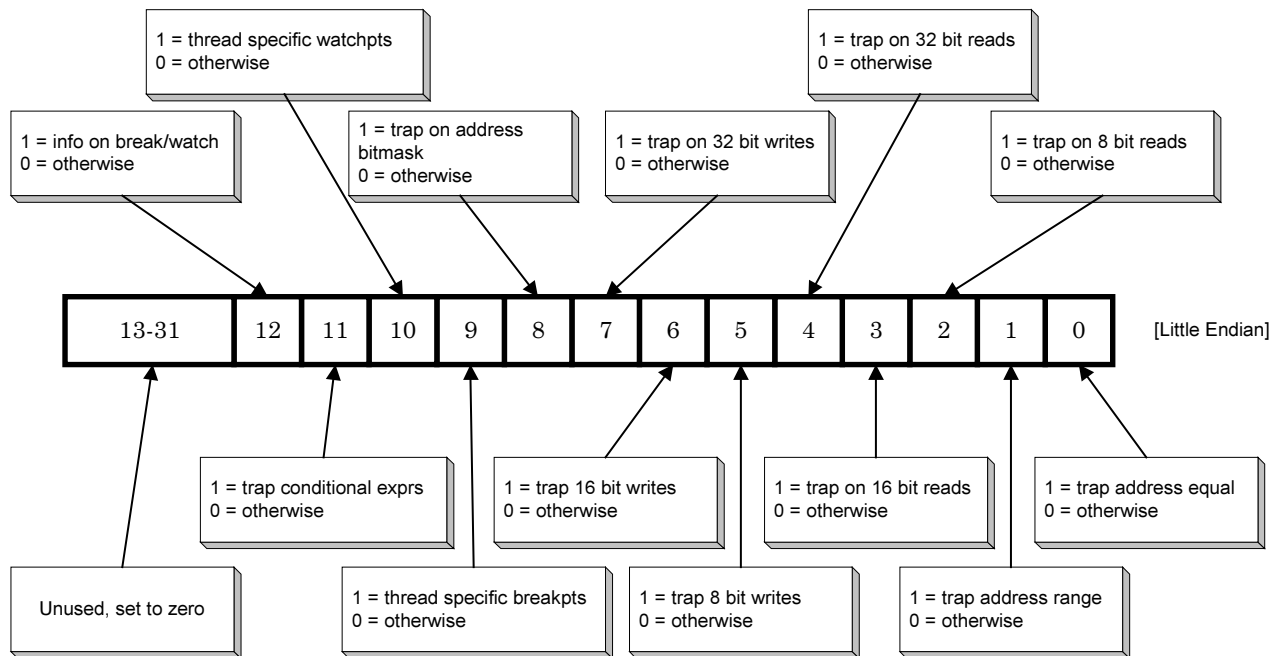 1 = thread specific watchpts
0 = otherwise
1 = trap on 32 bit reads
0 = otherwise
1 = info on break/watch
0 = otherwise
1 = trap on address
bitmask
0 = otherwise
1 = trap on 32 bit writes
0 = otherwise
1 = trap on 8 bit reads
0 = otherwise
13-31 12 11 10 9 8 7 6 5 4 3 2 1 0 [Little Endian]
1 = trap conditional exprs
0 = otherwise
1 = trap 16 bit writes
0 = otherwise
1 = trap on 16 bit reads
0 = otherwise
1 = trap address equal
0 = otherwise
Unused, set to zero
1 = thread specific breakpts
0 = otherwise
1 = trap 8 bit writes
0 = otherwise
1 = trap address range
0 = otherwise